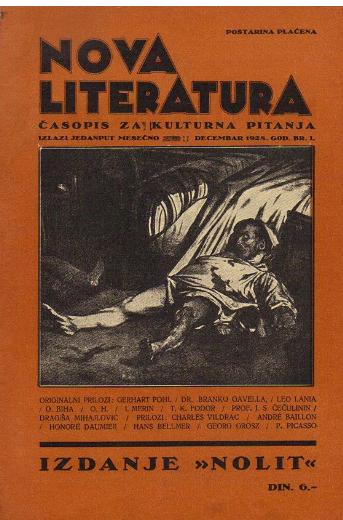 POSTARINA PLAĆENA
NOVA
LITERATURA
ČASOPIS ZA KULTURNA PITANJA
IZLAZI JEDANPUT MESEČNO DECEMBAR 1928. GOD. BR. 1.
ORIGINALNI PRILOZI: GERHART POHL / DR. BRANKO GAVELLA / LEO LANIA
/ O. BIHA / O. H. / I. MERIN / T. K. FODOR / PROF. J. S. ČEČULININ /
DRAGIŠA MIHAJLOVIĆ / PRILOZI: CHARLES VILDRAC / ANDRÉ BAILLON
/ HONORÉ DAUMIER / HANS BELLMER / GEORG GROSZ / P. PICASSO
IZDANJE »NOLIT«
DIN. 6.–